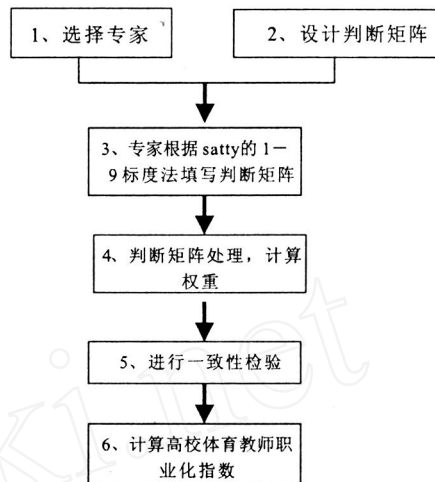 1、选择专家
2、设计判断矩阵
3、专家根据 satty的 1－
9 标度法填写判断矩阵
4、判断矩阵处理，计算
权重
5、进行一致性检验
6、计算高校体育教师职
业化指数
ki.net